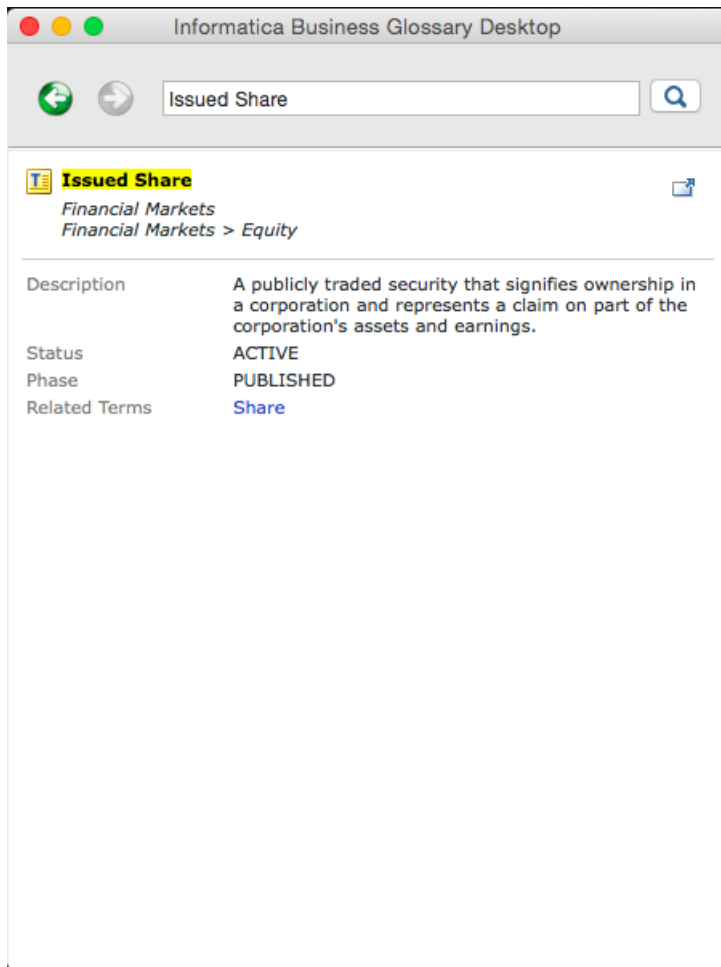 Informatica Business Glossary Desktop
Issued Share
Issued Share
Financial Markets
Financial Markets > Equity
Description A publicly traded security that signifies ownership in
a corporation and represents a claim on part of the
corporation's assets and earnings.
Status ACTIVE
Phase PUBLISHED
Related Terms Share